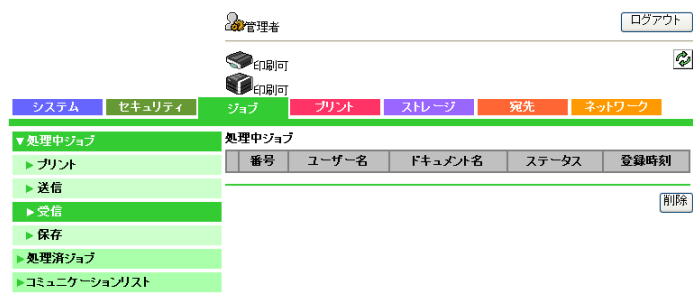 管理者
ログアウト
印刷可
印刷可
システム
セキュリティ
ジョブ
プリント
ストレージ
宛先
ネットワーク
▼処理中ジョブ
▶プリント
▶送信
▶受信
▶保存
▶処理済ジョブ
▶コミュニケーションリスト
処理中ジョブ
番号 ユーザー名 ドキュメント名 ステータス 登録時刻
削除